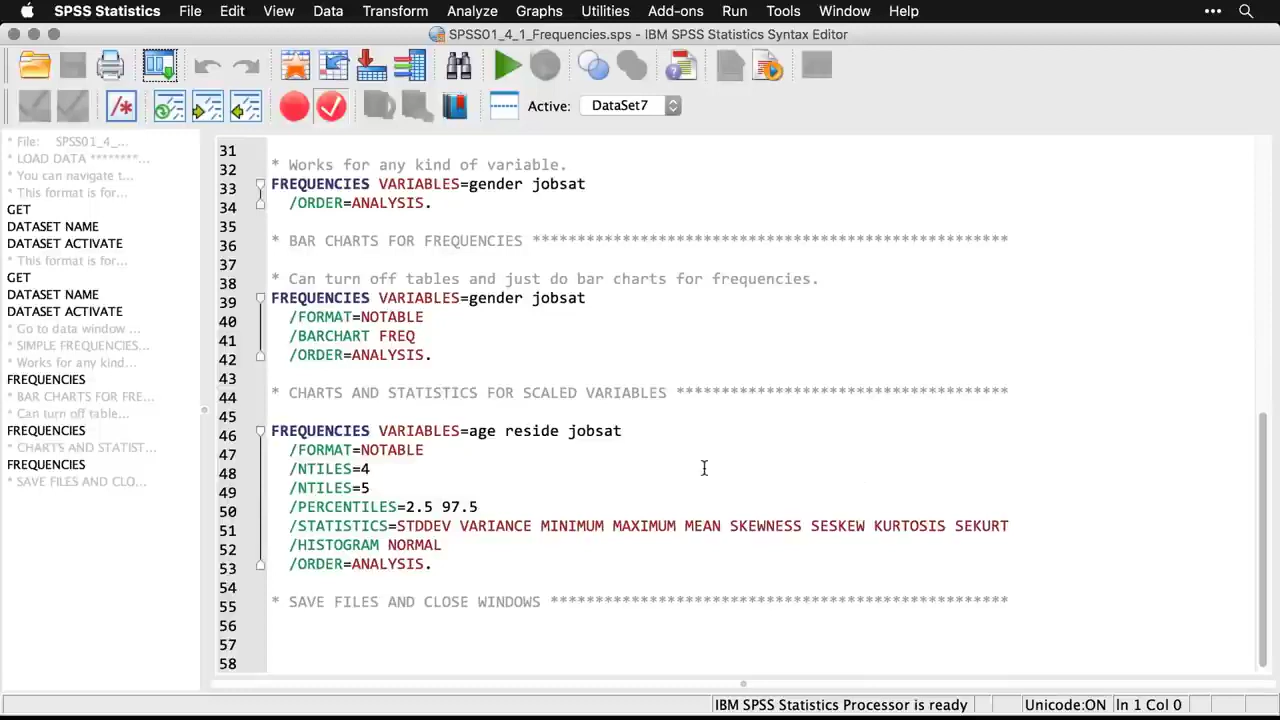 SPSS Statistics File Edit View Data Transform Analyze Graphs Utilities Add-ons Run Tools Window Help
SPSS01_4_1_Frequencies.sps - IBM SPSS Statistics Syntax Editor
Active: DataSet7
* File: SPSS01_4_...
* LOAD DATA ********...
* You can navigate t...
* This format is for...
GET
DATASET NAME
DATASET ACTIVATE
* This format is for...
GET
DATASET NAME
DATASET ACTIVATE
* Go to data window ...
* SIMPLE FREQUENCIES...
* Works for any kind...
FREQUENCIES
* BAR CHARTS FOR FRE...
* Can turn off table...
FREQUENCIES
* CHARTS AND STATIST...
FREQUENCIES
* SAVE FILES AND CLO...
31
32 * Works for any kind of variable.
33 FREQUENCIES VARIABLES=gender jobsat
34 /ORDER=ANALYSIS.
35
36 * BAR CHARTS FOR FREQUENCIES *****************************************************
37
38 * Can turn off tables and just do bar charts for frequencies.
39 FREQUENCIES VARIABLES=gender jobsat
40 /FORMAT=NOTABLE
41 /BARCHART FREQ
42 /ORDER=ANALYSIS.
43
44 * CHARTS AND STATISTICS FOR SCALED VARIABLES *************************************
45
46 FREQUENCIES VARIABLES=age reside jobsat
47 /FORMAT=NOTABLE
48 /NTILES=4
49 /NTILES=5
50 /PERCENTILES=2.5 97.5
51 /STATISTICS=STDDEV VARIANCE MINIMUM MAXIMUM MEAN SKEWNESS SESKEW KURTOSIS SEKURT
52 /HISTOGRAM NORMAL
53 /ORDER=ANALYSIS.
54
55 * SAVE FILES AND CLOSE WINDOWS ***************************************************
56
57
58
IBM SPSS Statistics Processor is ready Unicode:ON In 1 Col 0